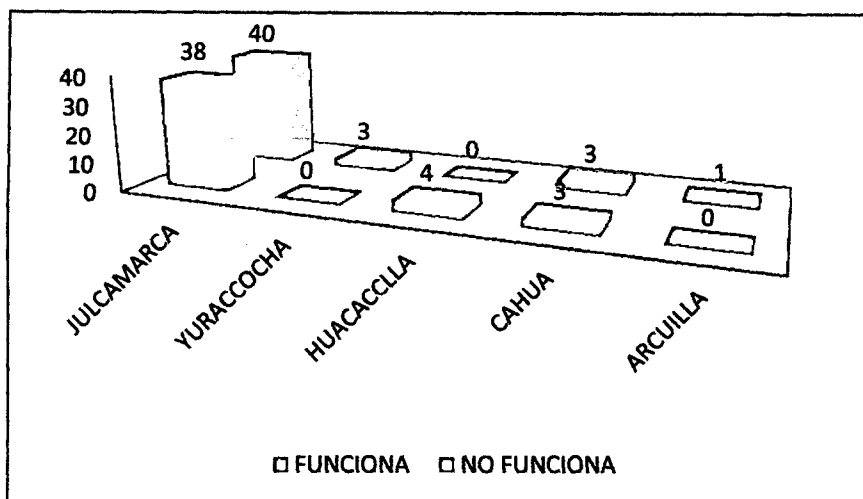 40
38
40
30
20
10
0
3
0
3
1
0
4
3
0
JULCAMARCA
YURACCOCHA
HUACACCLLA
CAHUA
ARCUILLA
FUNCIONA NO FUNCIONA